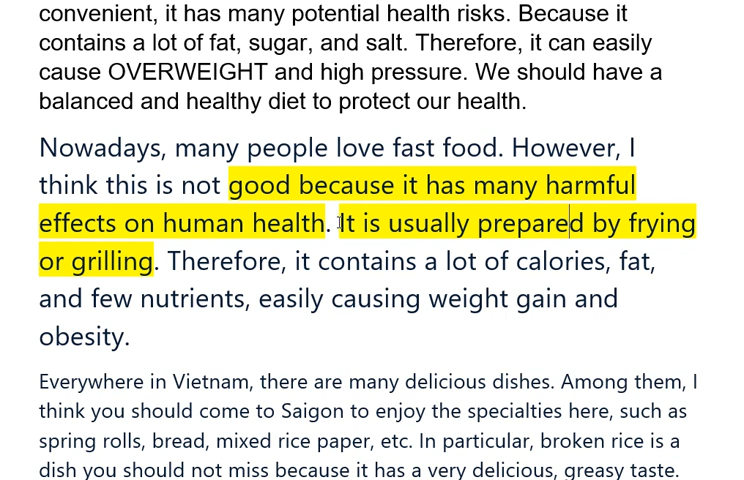 convenient, it has many potential health risks. Because it
contains a lot of fat, sugar, and salt. Therefore, it can easily
cause OVERWEIGHT and high pressure. We should have a
balanced and healthy diet to protect our health.
Nowadays, many people love fast food. However, I
think this is not good because it has many harmful
effects on human health. It is usually prepared by frying
or grilling. Therefore, it contains a lot of calories, fat,
and few nutrients, easily causing weight gain and
obesity.
Everywhere in Vietnam, there are many delicious dishes. Among them, I
think you should come to Saigon to enjoy the specialties here, such as
spring rolls, bread, mixed rice paper, etc. In particular, broken rice is a
dish you should not miss because it has a very delicious, greasy taste.